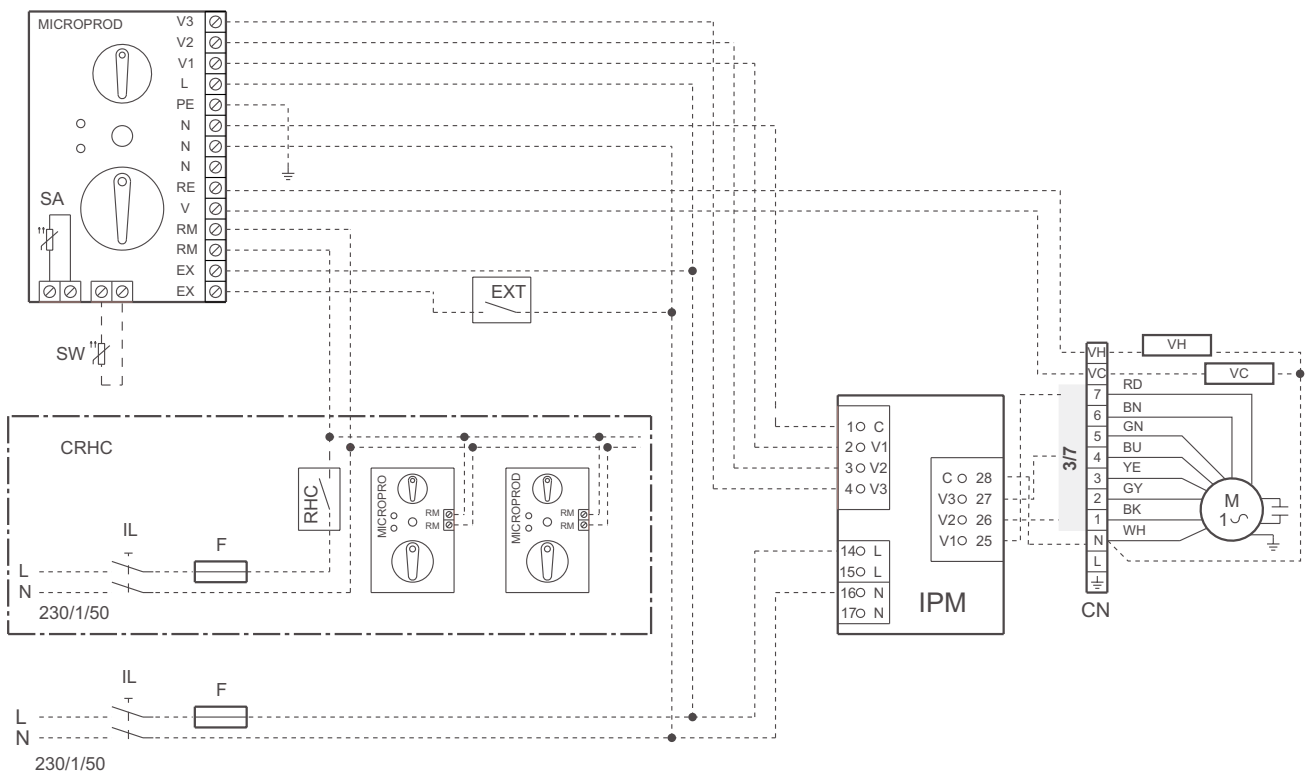 MICROPROD
V3
V2
V1
L
PE
N
N
N
RE
V
RM
RM
EX
EX
SA
SW
EXT
CRHC
RHC
MICROPRO
RM
RM
MICROPROD
RM
RM
IL
F
L
N
230/1/50
IL
F
L
N
230/1/50
1 C
2 V1
3 V2
4 V3
14 L
15 L
16 N
17 N
C 28
V3 27
V2 26
V1 25
IPM
3/7
VH
VC
7
6
5
4
3
2
1
N
L
CN
VH
VC
RD
BN
GN
BU
YE
GY
BK
WH
M
1